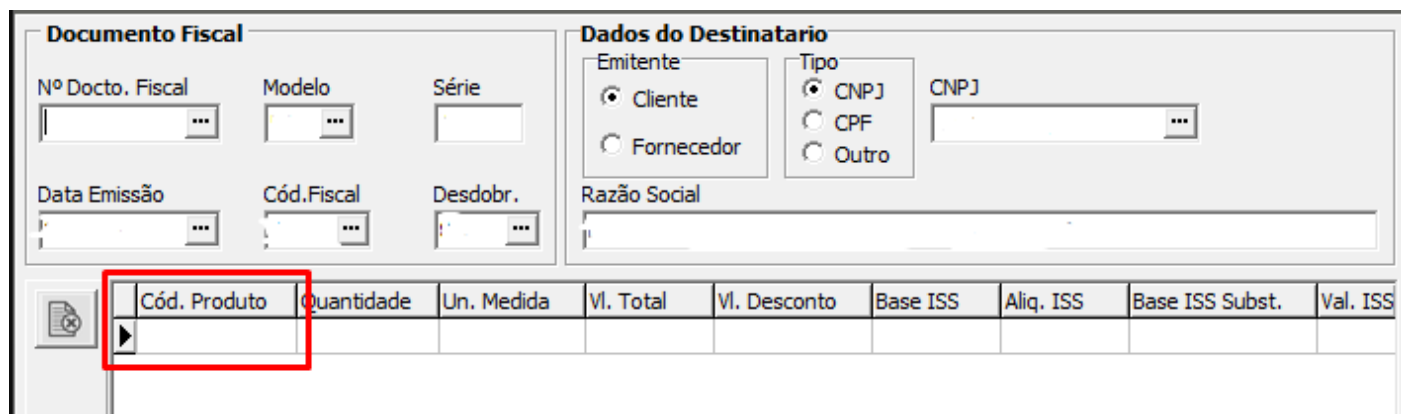 Documento Fiscal
Nº Docto. Fiscal Modelo Série
Data Emissão Cód.Fiscal Desdobr.
Dados do Destinatario
Emitente
Cliente
Fornecedor
Tipo
CNPJ
CPF
Outro
CNPJ
Razão Social
Cód. Produto Quantidade Un. Medida Vl. Total Vl. Desconto Base ISS Aliq. ISS Base ISS Subst. Val. ISS